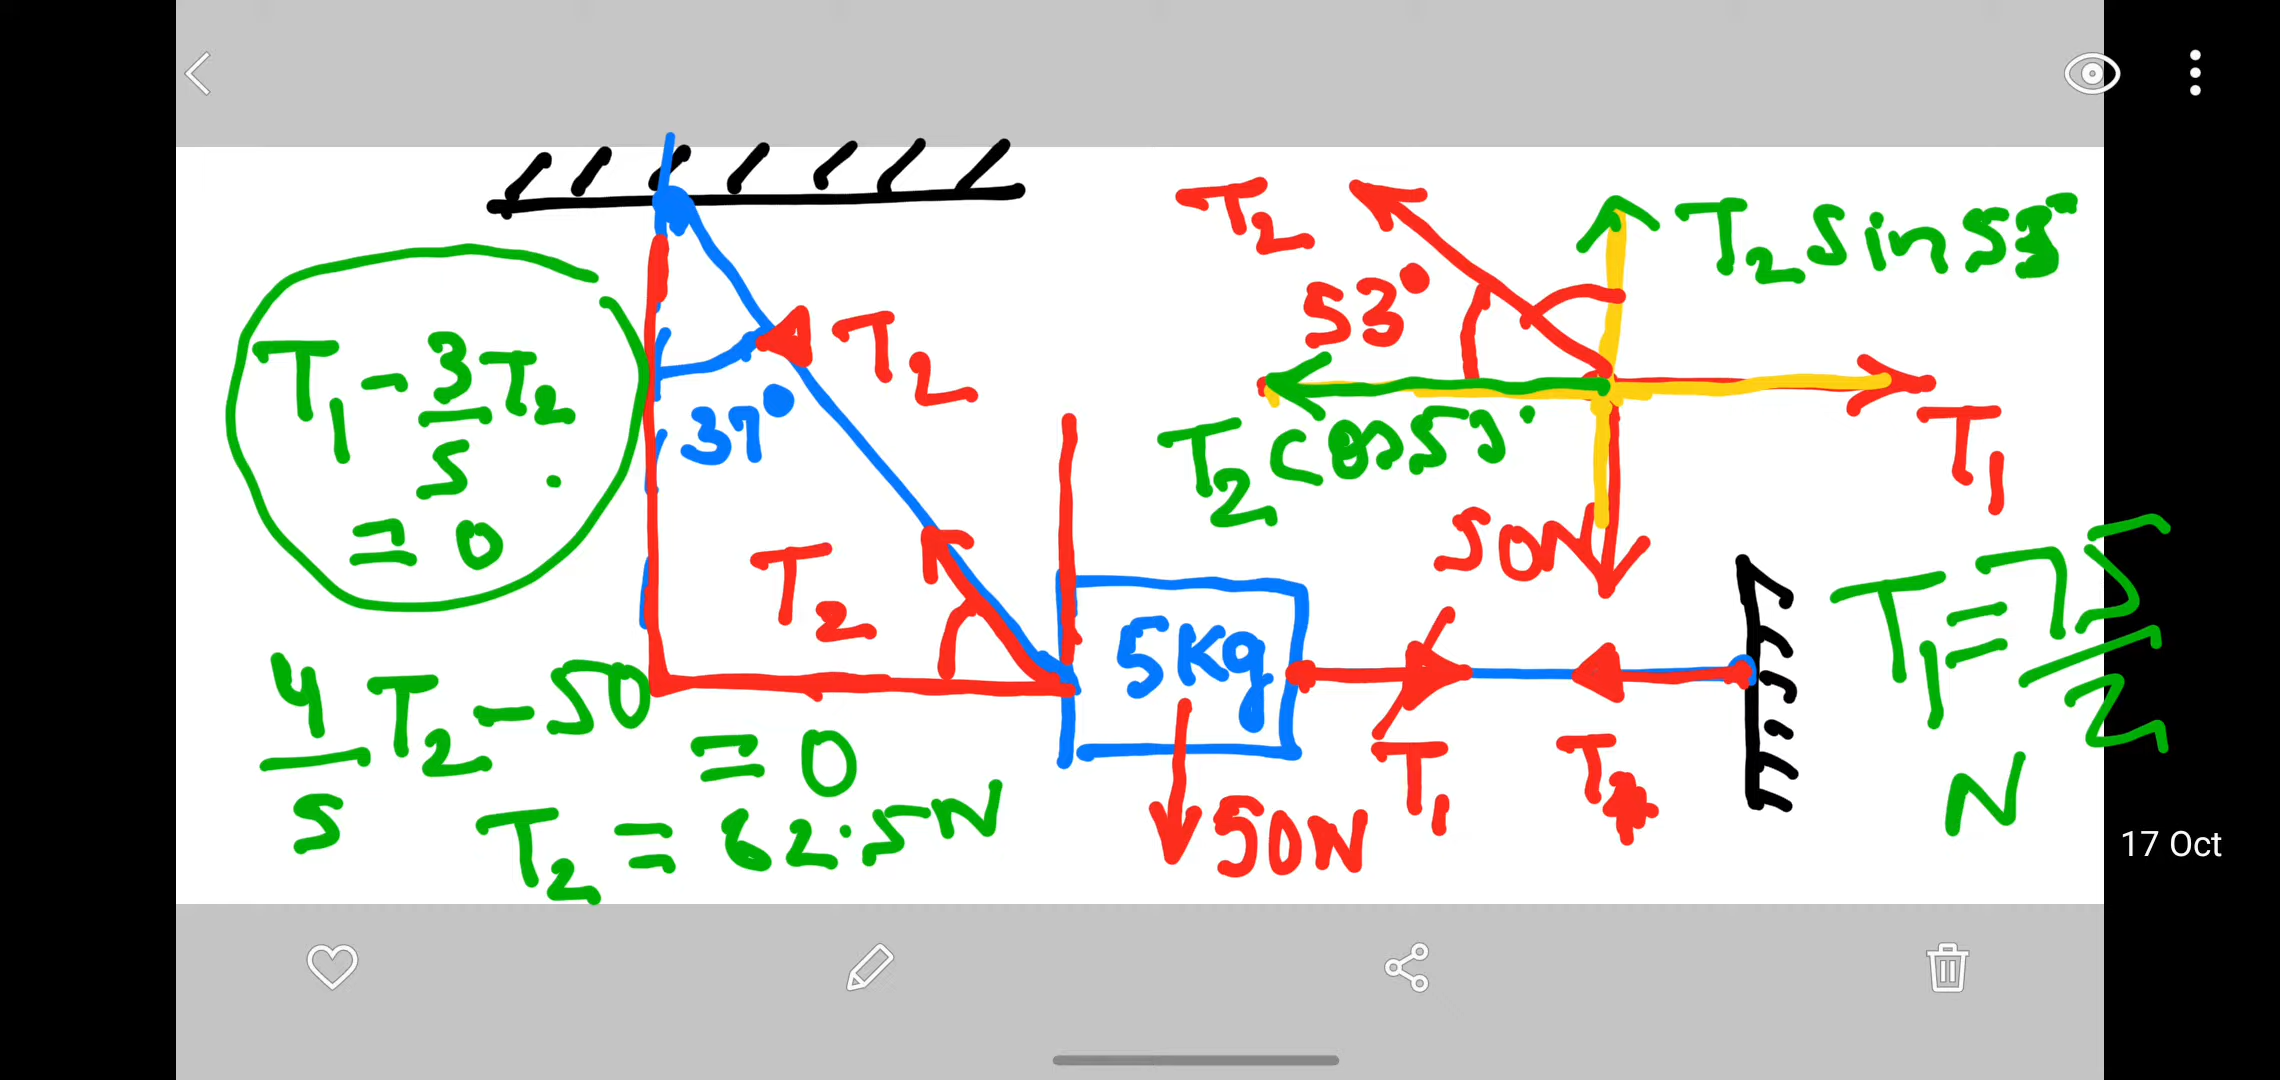 T₂
T₂ sin 53°
53°
T₁ - 3/5 T₂
= 0
T₂
37°
T₂ cos 53°
T₁
50N
T₂
5Kg
T₁ = 75/2
N
4/5 T₂ - 50
= 0
T₁
T₂ = 62.5N
50N
17 Oct